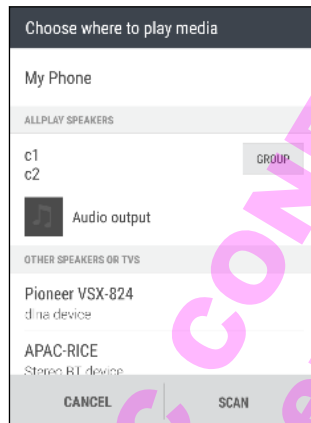 Choose where to play media
My Phone
ALLPLAY SPEAKERS
c1
GROUP
c2
Audio output
OTHER SPEAKERS OR TVS
Pioneer VSX-824
dlna device
APAC-RICE
Stereo BT device
CANCEL
SCAN